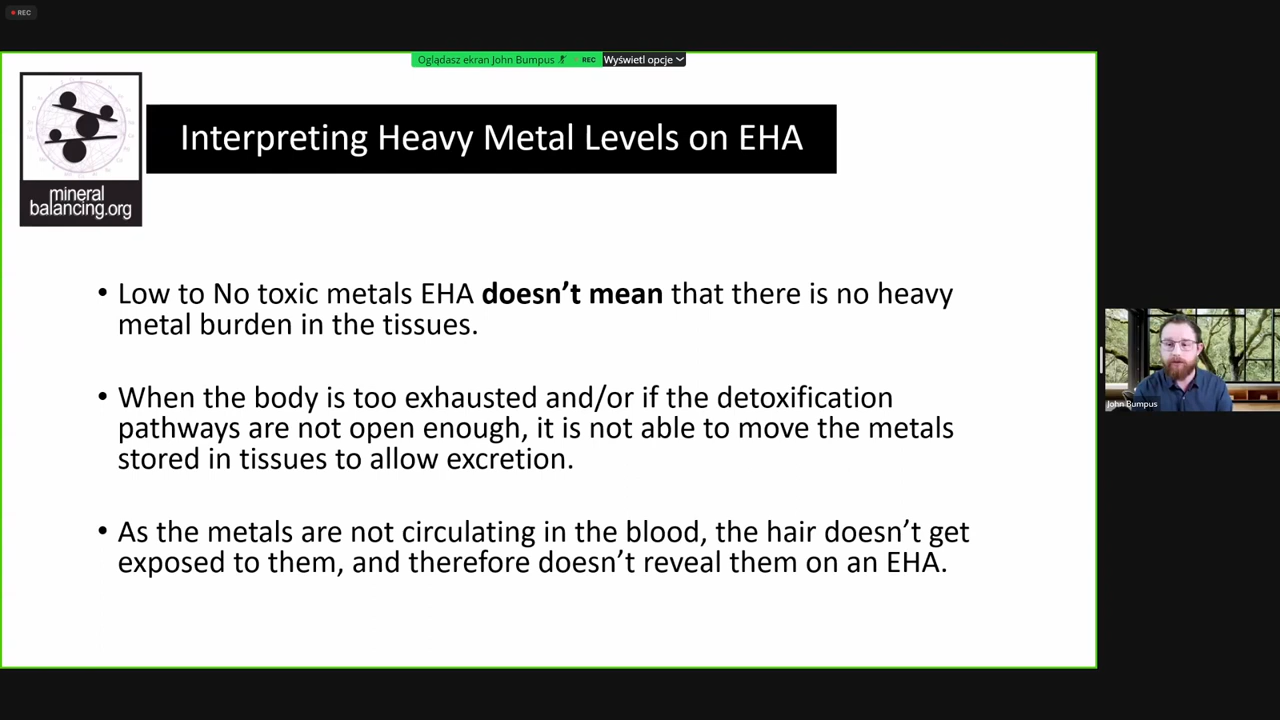 REC
Oglądasz ekran John Bumpus
REC
Wyświetl opcje
mineral
balancing.org
Interpreting Heavy Metal Levels on EHA
• Low to No toxic metals EHA doesn't mean that there is no heavy
metal burden in the tissues.
• When the body is too exhausted and/or if the detoxification
pathways are not open enough, it is not able to move the metals
stored in tissues to allow excretion.
• As the metals are not circulating in the blood, the hair doesn't get
exposed to them, and therefore doesn't reveal them on an EHA.
John Bumpus